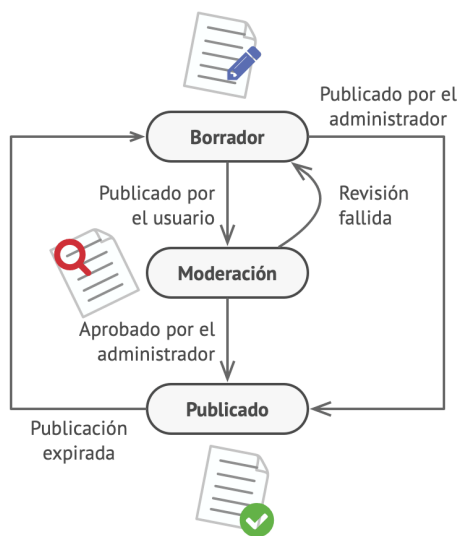 Publicado por el
administrador
Borrador
Publicado por
el usuario
Revisión
fallida
Moderación
Aprobado por el
administrador
Publicado
Publicación
expirada